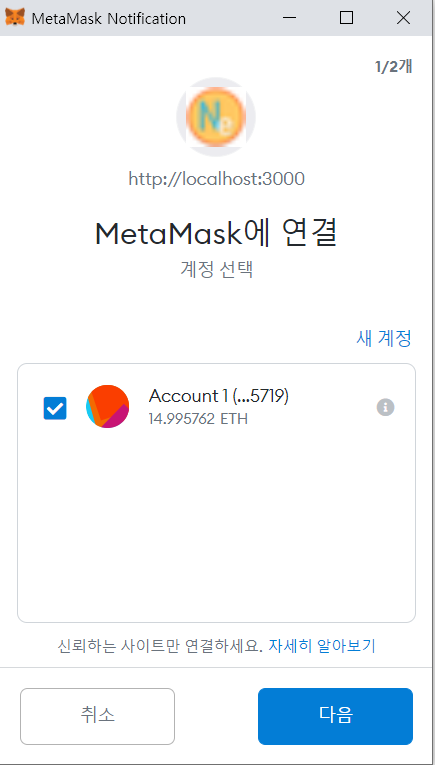 MetaMask Notification
1/2개
Ne
http://localhost:3000
MetaMask에 연결
계정 선택
새 계정
Account 1 (...5719)
14.995762 ETH
신뢰하는 사이트만 연결하세요. 자세히 알아보기
취소
다음